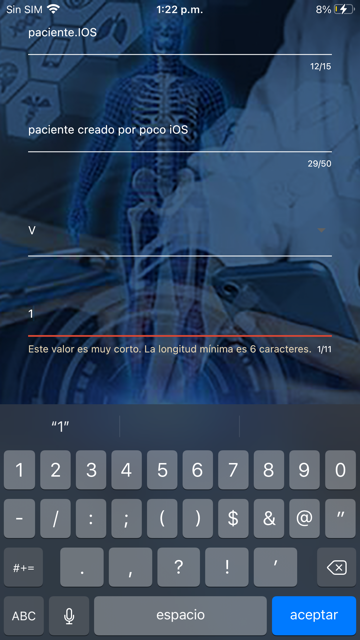 Sin SIM 1:22 p.m. 8%
paciente.IOS
12/15
paciente creado por poco iOS
29/50
V
1
Este valor es muy corto. La longitud mínima es 6 caracteres. 1/11
“1”
1 2 3 4 5 6 7 8 9 0
- / : ; ( ) $ & @ "
#+= . , ? ! '
ABC espacio aceptar